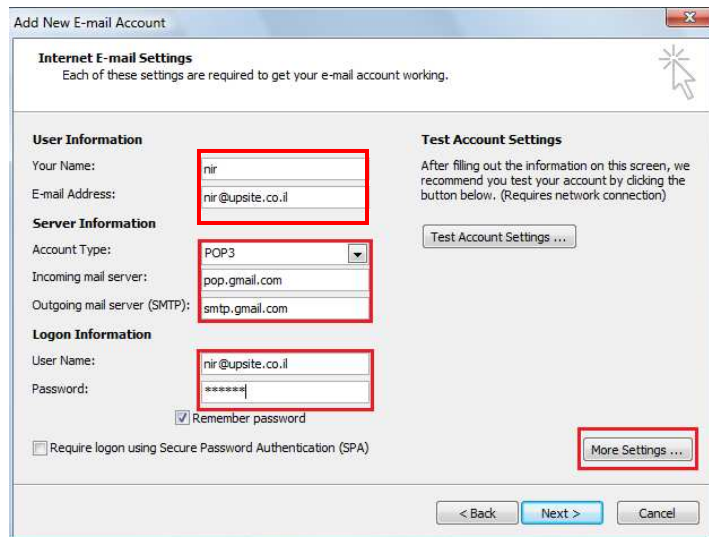 Add New E-mail Account
Internet E-mail Settings
Each of these settings are required to get your e-mail account working.
User Information
Your Name:
nir
E-mail Address:
nir@upsite.co.il
Server Information
Account Type:
POP3
Incoming mail server:
pop.gmail.com
Outgoing mail server (SMTP):
smtp.gmail.com
Logon Information
User Name:
nir@upsite.co.il
Password:
******
Remember password
Require logon using Secure Password Authentication (SPA)
Test Account Settings
After filling out the information on this screen, we
recommend you test your account by clicking the
button below. (Requires network connection)
Test Account Settings ...
More Settings ...
< Back
Next >
Cancel